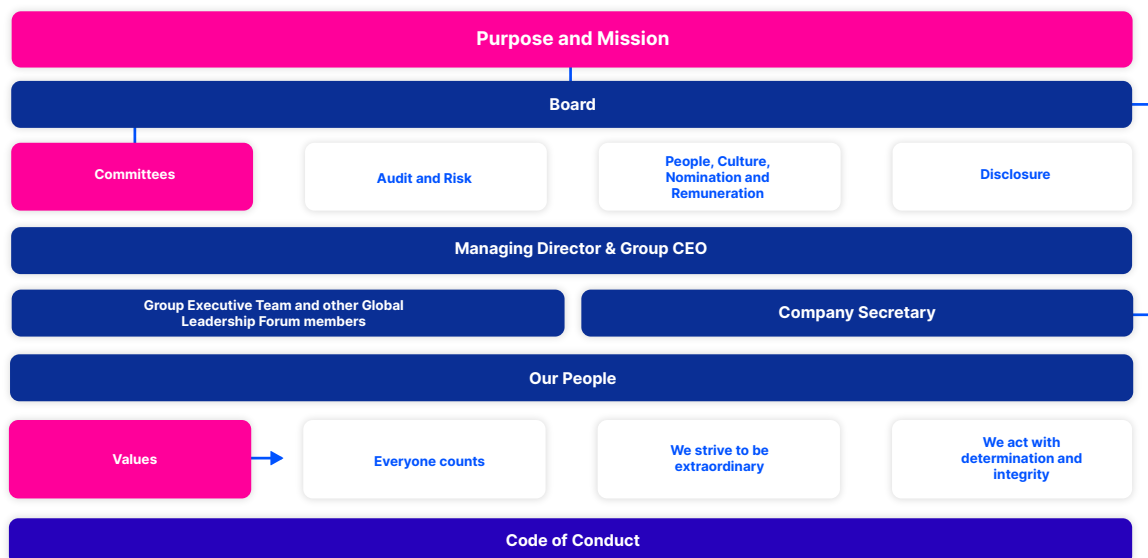 Purpose and Mission
Board
Committees
Audit and Risk
People, Culture,
Nomination and
Remuneration
Disclosure
Managing Director & Group CEO
Group Executive Team and other Global
Leadership Forum members
Company Secretary
Our People
Values
Everyone counts
We strive to be
extraordinary
We act with
determination and
integrity
Code of Conduct